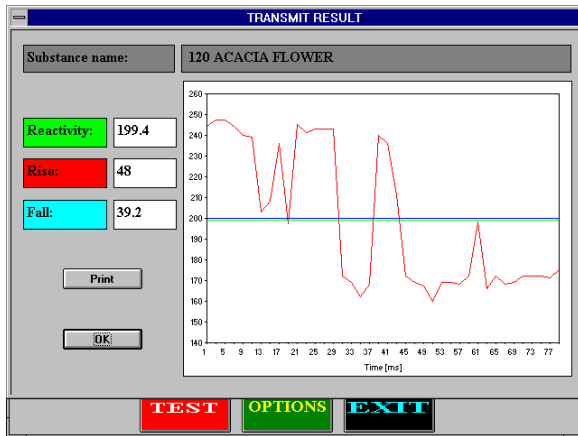 TRANSMIT RESULT
Substance name:
120 ACACIA FLOWER
Reactivity:
199.4
Rise:
48
Fall:
39.2
Print
OK
260
250
240
230
220
210
200
190
180
170
160
150
140
1 5 9 13 17 21 25 29 33 37 41 45 49 53 57 61 65 69 73 77
Time[ms]
TEST
OPTIONS
EXIT